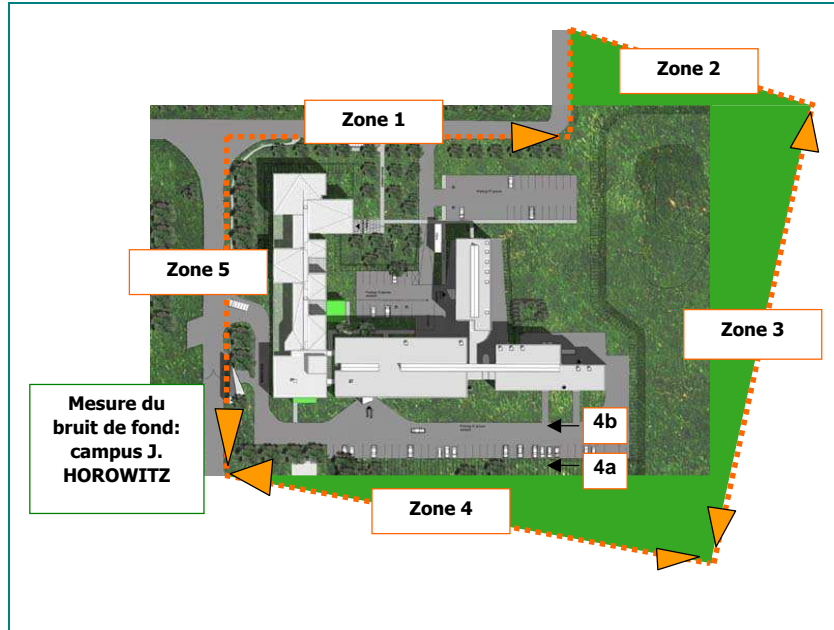 Zone 2
Zone 1
Zone 5
Zone 3
Mesure du
bruit de fond:
campus J.
HOROWITZ
4b
4a
Zone 4